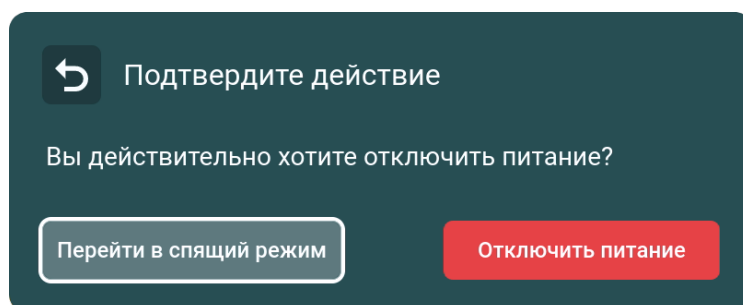 Подтвердите действие
Вы действительно хотите отключить питание?
Перейти в спящий режим
Отключить питание